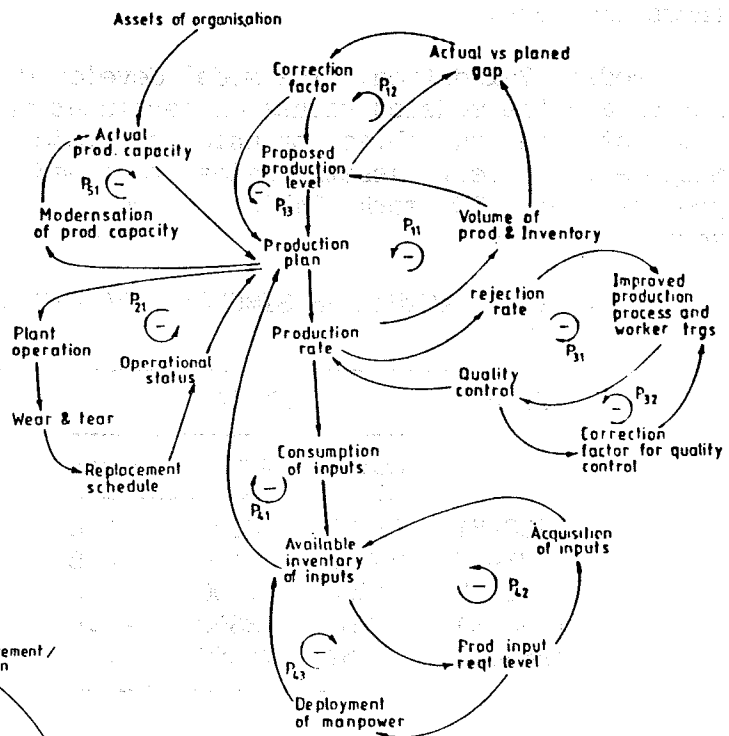 Assets of organisation
Actual vs planed
gap
Correction
factor
P12
Actual
prod. capacity
P51
Proposed
production
level
P13
Modernsation
of prod. capacity
Volume of
prod & Inventory
P11
Production
plan
Improved
production
process and
worker trgs
rejection
rate
P31
P21
Plant
operation
Operational
status
Production
rate
Quality
control
P32
Wear & tear
Replacement
schedule
Correction
factor for quality
control
Consumption
of inputs
P41
Available
inventory
of inputs
Acquisition
of inputs
P42
Prod input
reqt level
P43
Deployment
of manpower